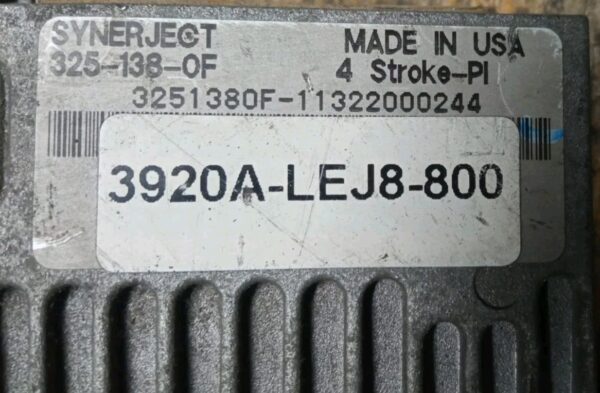 SYNERJECT MADE IN USA
325-138-0F 4 Stroke-PI
3251380F-11322000244
3920A-LEJ8-800